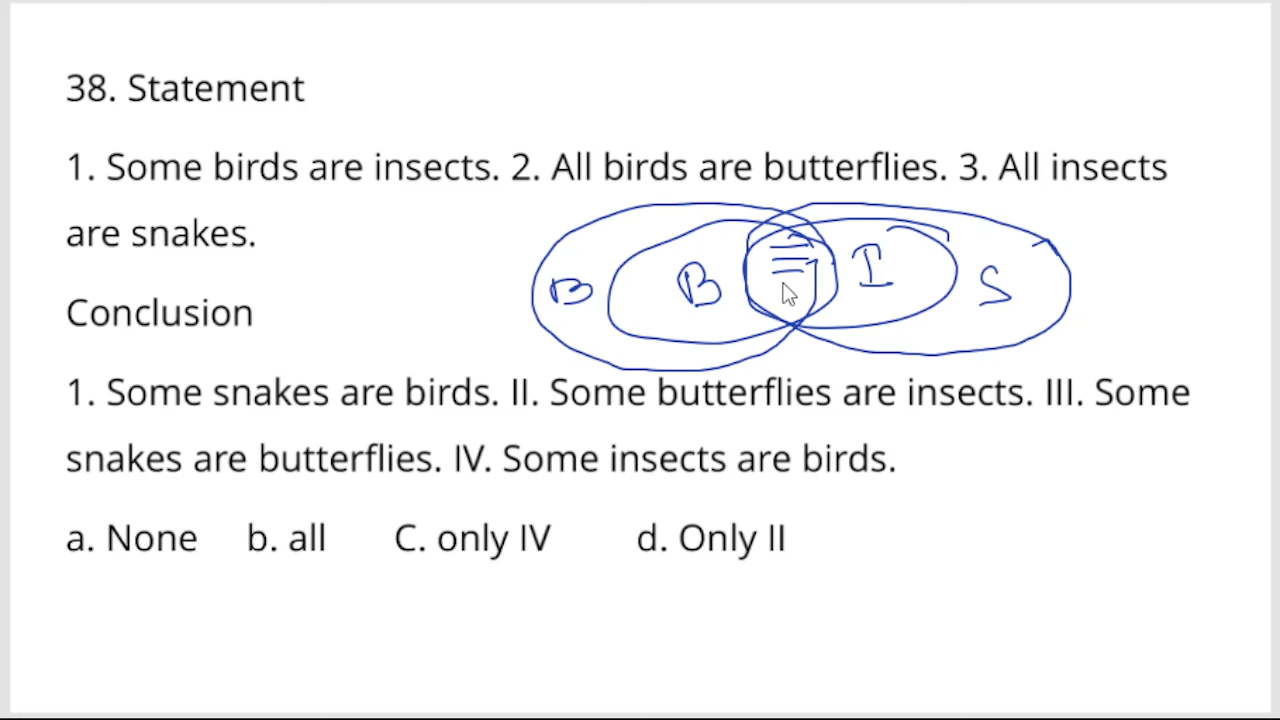 38. Statement
1. Some birds are insects. 2. All birds are butterflies. 3. All insects
are snakes.
B B I S
Conclusion
1. Some snakes are birds. II. Some butterflies are insects. III. Some
snakes are butterflies. IV. Some insects are birds.
a. None b. all C. only IV d. Only II